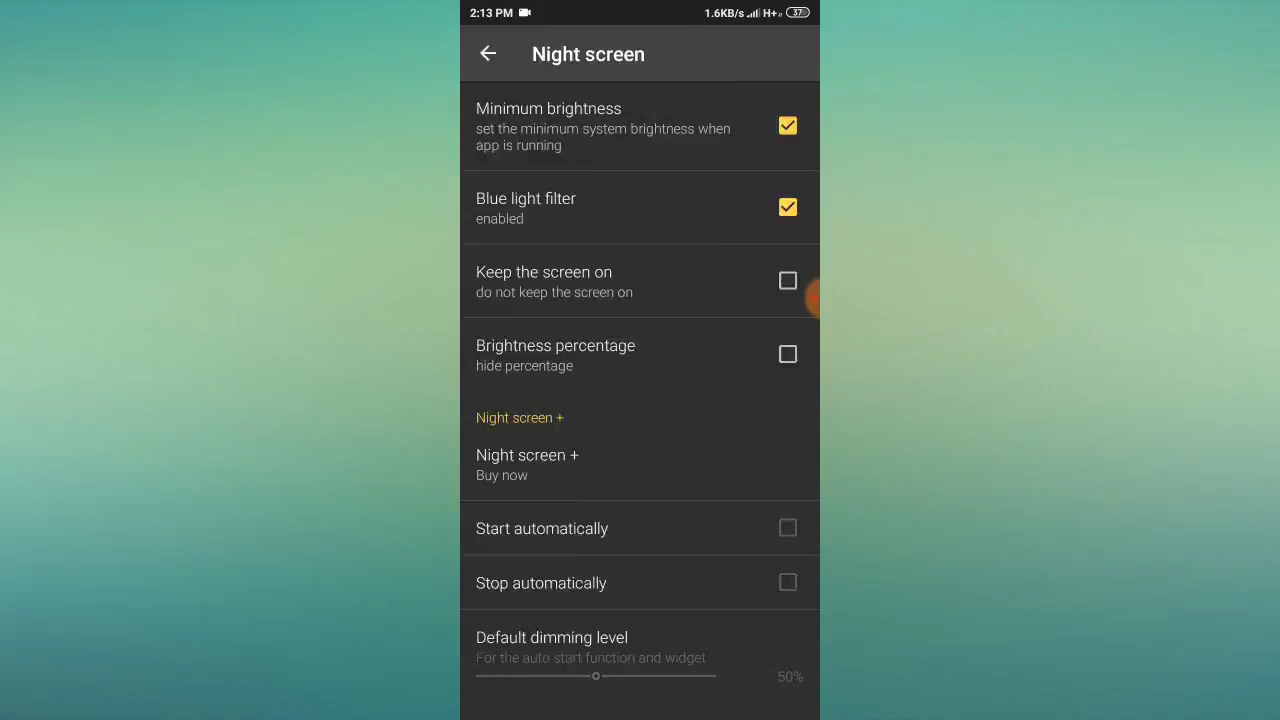 2:13 PM 1.6KB/s H+ 37
Night screen
Minimum brightness
set the minimum system brightness when
app is running
Blue light filter
enabled
Keep the screen on
do not keep the screen on
Brightness percentage
hide percentage
Night screen +
Night screen +
Buy now
Start automatically
Stop automatically
Default dimming level
For the auto start function and widget
50%